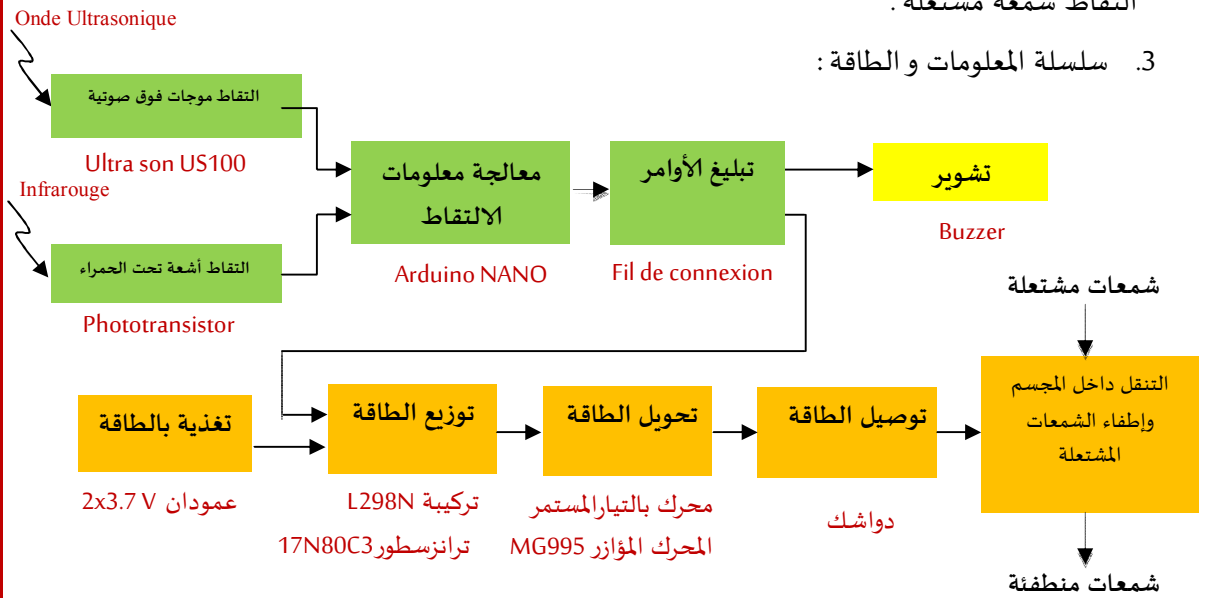 التقاط شمعة مشتعلة :
3. سلسلة المعلومات و الطاقة :
Onde Ultrasonique
التقاط موجات فوق صوتية
Ultra son US100
Infrarouge
التقاط أشعة تحت الحمراء
Phototransistor
معالجة معلومات
الالتقاط
Arduino NANO
تبليغ الأوامر
Fil de connexion
تشوير
Buzzer
شمعات مشتعلة
تغذية بالطاقة
عمودان 2x3.7 V
توزيع الطاقة
تركيبة L298N
ترانزسطور17N80C3
تحويل الطاقة
محرك بالتيارالمستمر
المحرك المؤازر MG995
توصيل الطاقة
دواشك
التنقل داخل المجسم
وإطفاء الشمعات
المشتعلة
شمعات منطفئة